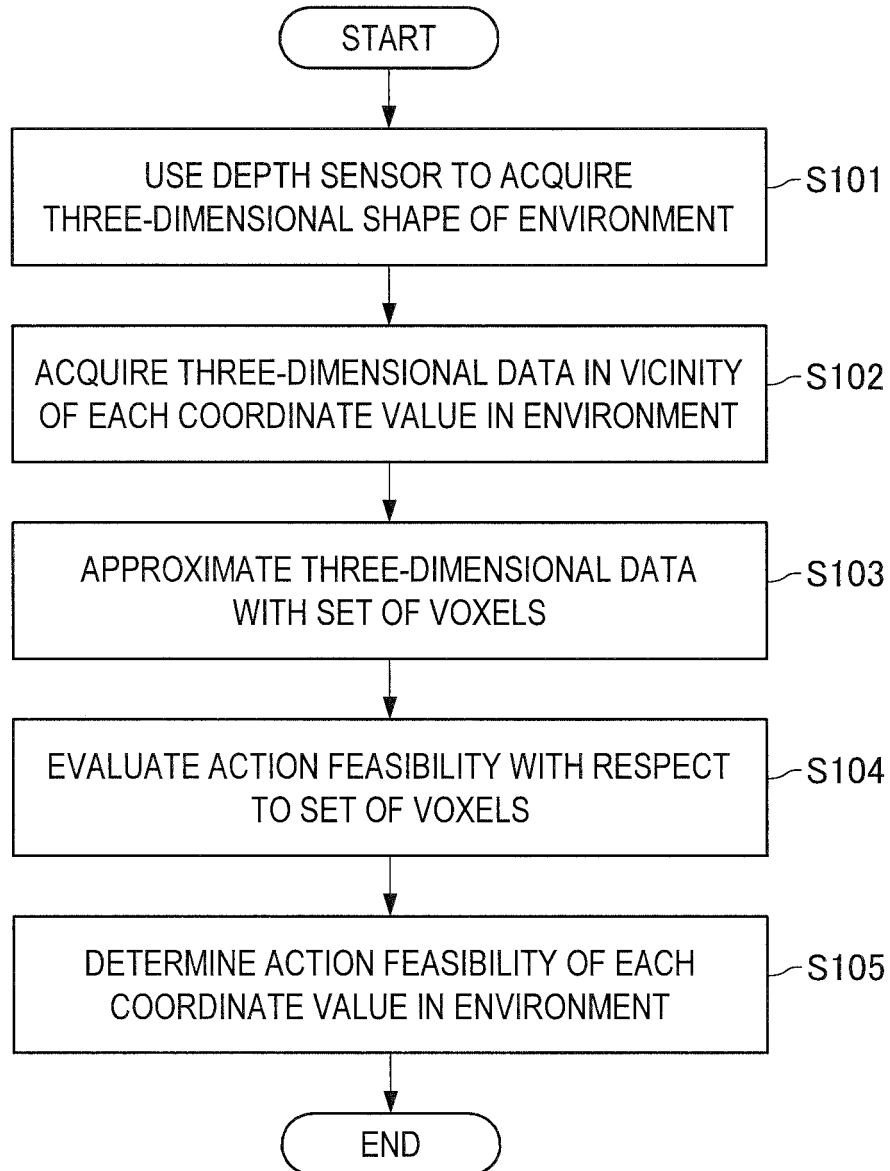 START
USE DEPTH SENSOR TO ACQUIRE
THREE-DIMENSIONAL SHAPE OF ENVIRONMENT
S101
ACQUIRE THREE-DIMENSIONAL DATA IN VICINITY
OF EACH COORDINATE VALUE IN ENVIRONMENT
S102
APPROXIMATE THREE-DIMENSIONAL DATA
WITH SET OF VOXELS
S103
EVALUATE ACTION FEASIBILITY WITH RESPECT
TO SET OF VOXELS
S104
DETERMINE ACTION FEASIBILITY OF EACH
COORDINATE VALUE IN ENVIRONMENT
S105
END